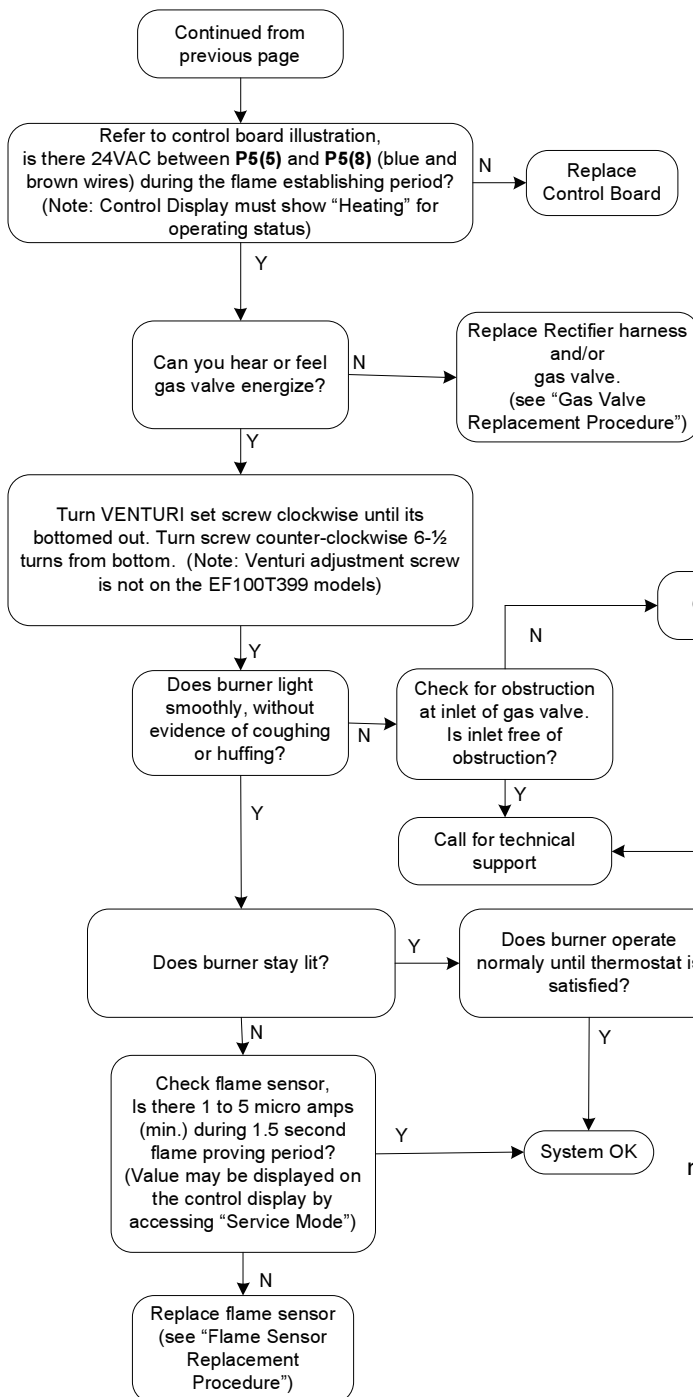 Continued from
previous page
Refer to control board illustration,
is there 24VAC between P5(5) and P5(8) (blue and
brown wires) during the flame establishing period?
(Note: Control Display must show “Heating” for
operating status)
N
Replace
Control Board
Y
Can you hear or feel
gas valve energize?
N
Replace Rectifier harness
and/or
gas valve.
(see “Gas Valve
Replacement Procedure”)
Y
Turn VENTURI set screw clockwise until its
bottomed out. Turn screw counter-clockwise 6-½
turns from bottom. (Note: Venturi adjustment screw
is not on the EF100T399 models)
Y
Does burner light
smoothly, without
evidence of coughing
or huffing?
N
Check for obstruction
at inlet of gas valve.
Is inlet free of
obstruction?
N
Y
Call for technical
support
Y
Does burner stay lit?
Y
Does burner operate
normaly until thermostat is
satisfied?
Y
N
Check flame sensor,
Is there 1 to 5 micro amps
(min.) during 1.5 second
flame proving period?
(Value may be displayed on
the control display by
accessing “Service Mode”)
Y
System OK
N
Replace flame sensor
(see “Flame Sensor
Replacement
Procedure”)